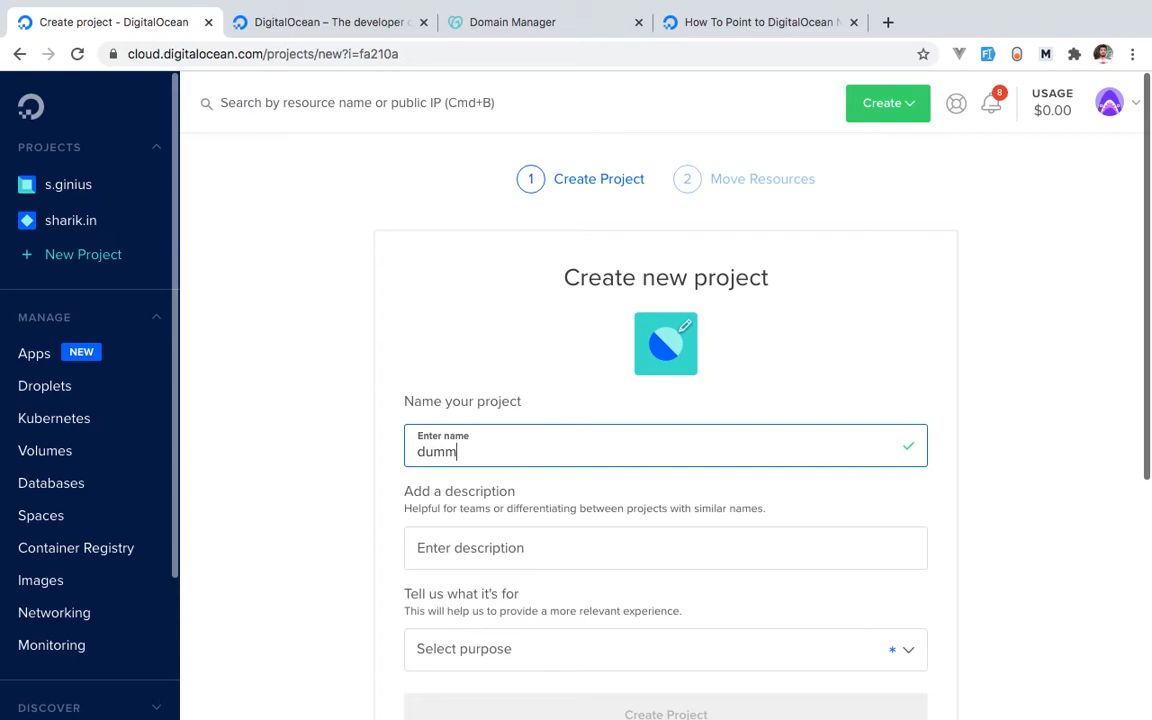 Create project - DigitalOcean
DigitalOcean – The developer c
Domain Manager
How To Point to DigitalOcean N
cloud.digitalocean.com/projects/new?i=fa210a
PROJECTS
s.ginius
sharik.in
+ New Project
MANAGE
Apps NEW
Droplets
Kubernetes
Volumes
Databases
Spaces
Container Registry
Images
Networking
Monitoring
DISCOVER
Search by resource name or public IP (Cmd+B)
Create
8
USAGE
$0.00
1 Create Project
2 Move Resources
Create new project
Name your project
Enter name
dumm
Add a description
Helpful for teams or differentiating between projects with similar names.
Enter description
Tell us what it's for
This will help us to provide a more relevant experience.
Select purpose *
Create Project